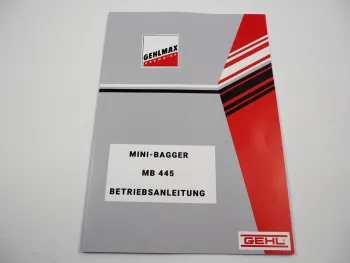 GEHLMAX
MINI-BAGGER
MB 445
BETRIEBSANLEITUNG
GEHL